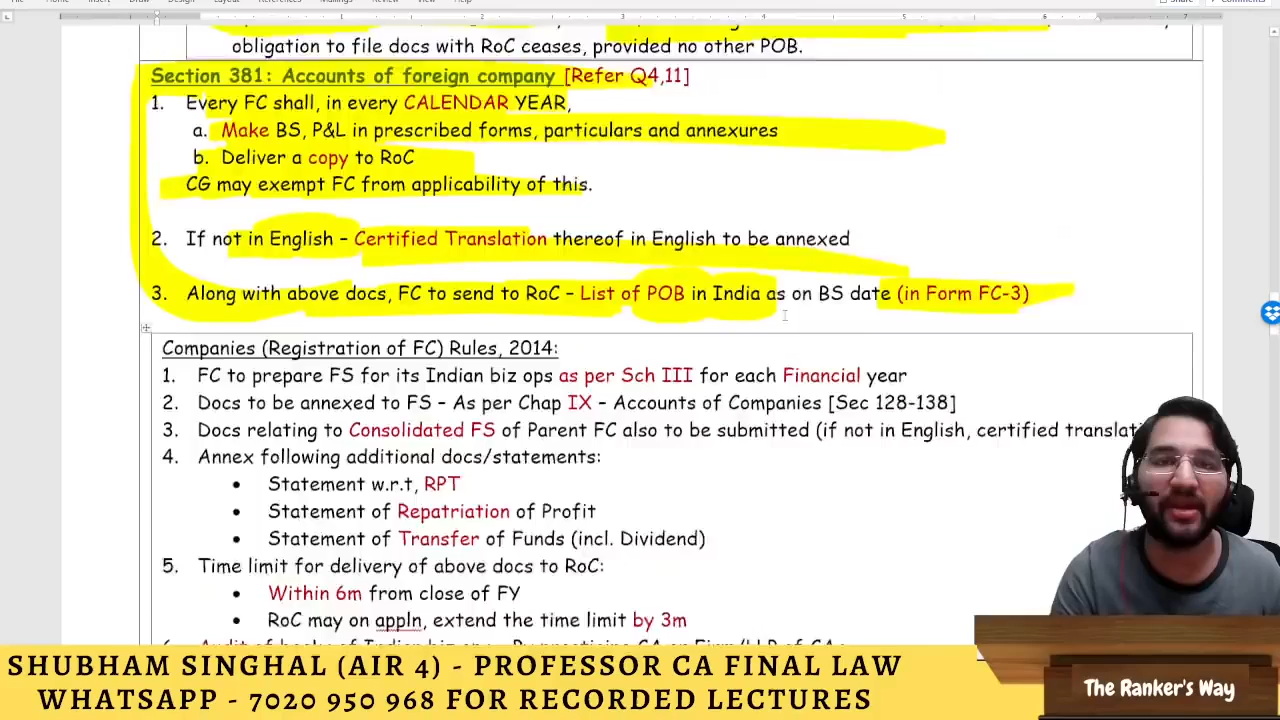 obligation to file docs with RoC ceases, provided no other POB.
Section 381: Accounts of foreign company [Refer Q4,11]
1. Every FC shall, in every CALENDAR YEAR,
a. Make BS, P&L in prescribed forms, particulars and annexures
b. Deliver a copy to RoC
CG may exempt FC from applicability of this.
2. If not in English – Certified Translation thereof in English to be annexed
3. Along with above docs, FC to send to RoC – List of POB in India as on BS date (in Form FC-3)
Companies (Registration of FC) Rules, 2014:
1. FC to prepare FS for its Indian biz ops as per Sch III for each Financial year
2. Docs to be annexed to FS – As per Chap IX – Accounts of Companies [Sec 128-138]
3. Docs relating to Consolidated FS of Parent FC also to be submitted (if not in English, certified
4. Annex following additional docs/statements:
• Statement w.r.t, RPT
• Statement of Repatriation of Profit
• Statement of Transfer of Funds (incl. Dividend)
5. Time limit for delivery of above docs to RoC:
• Within 6m from close of FY
• RoC may on appln, extend the time limit by 3m
SHUBHAM SINGHAL (AIR 4) - PROFESSOR CA FINAL LAW
WHATSAPP - 7020 950 968 FOR RECORDED LECTURES
The Ranker's Way